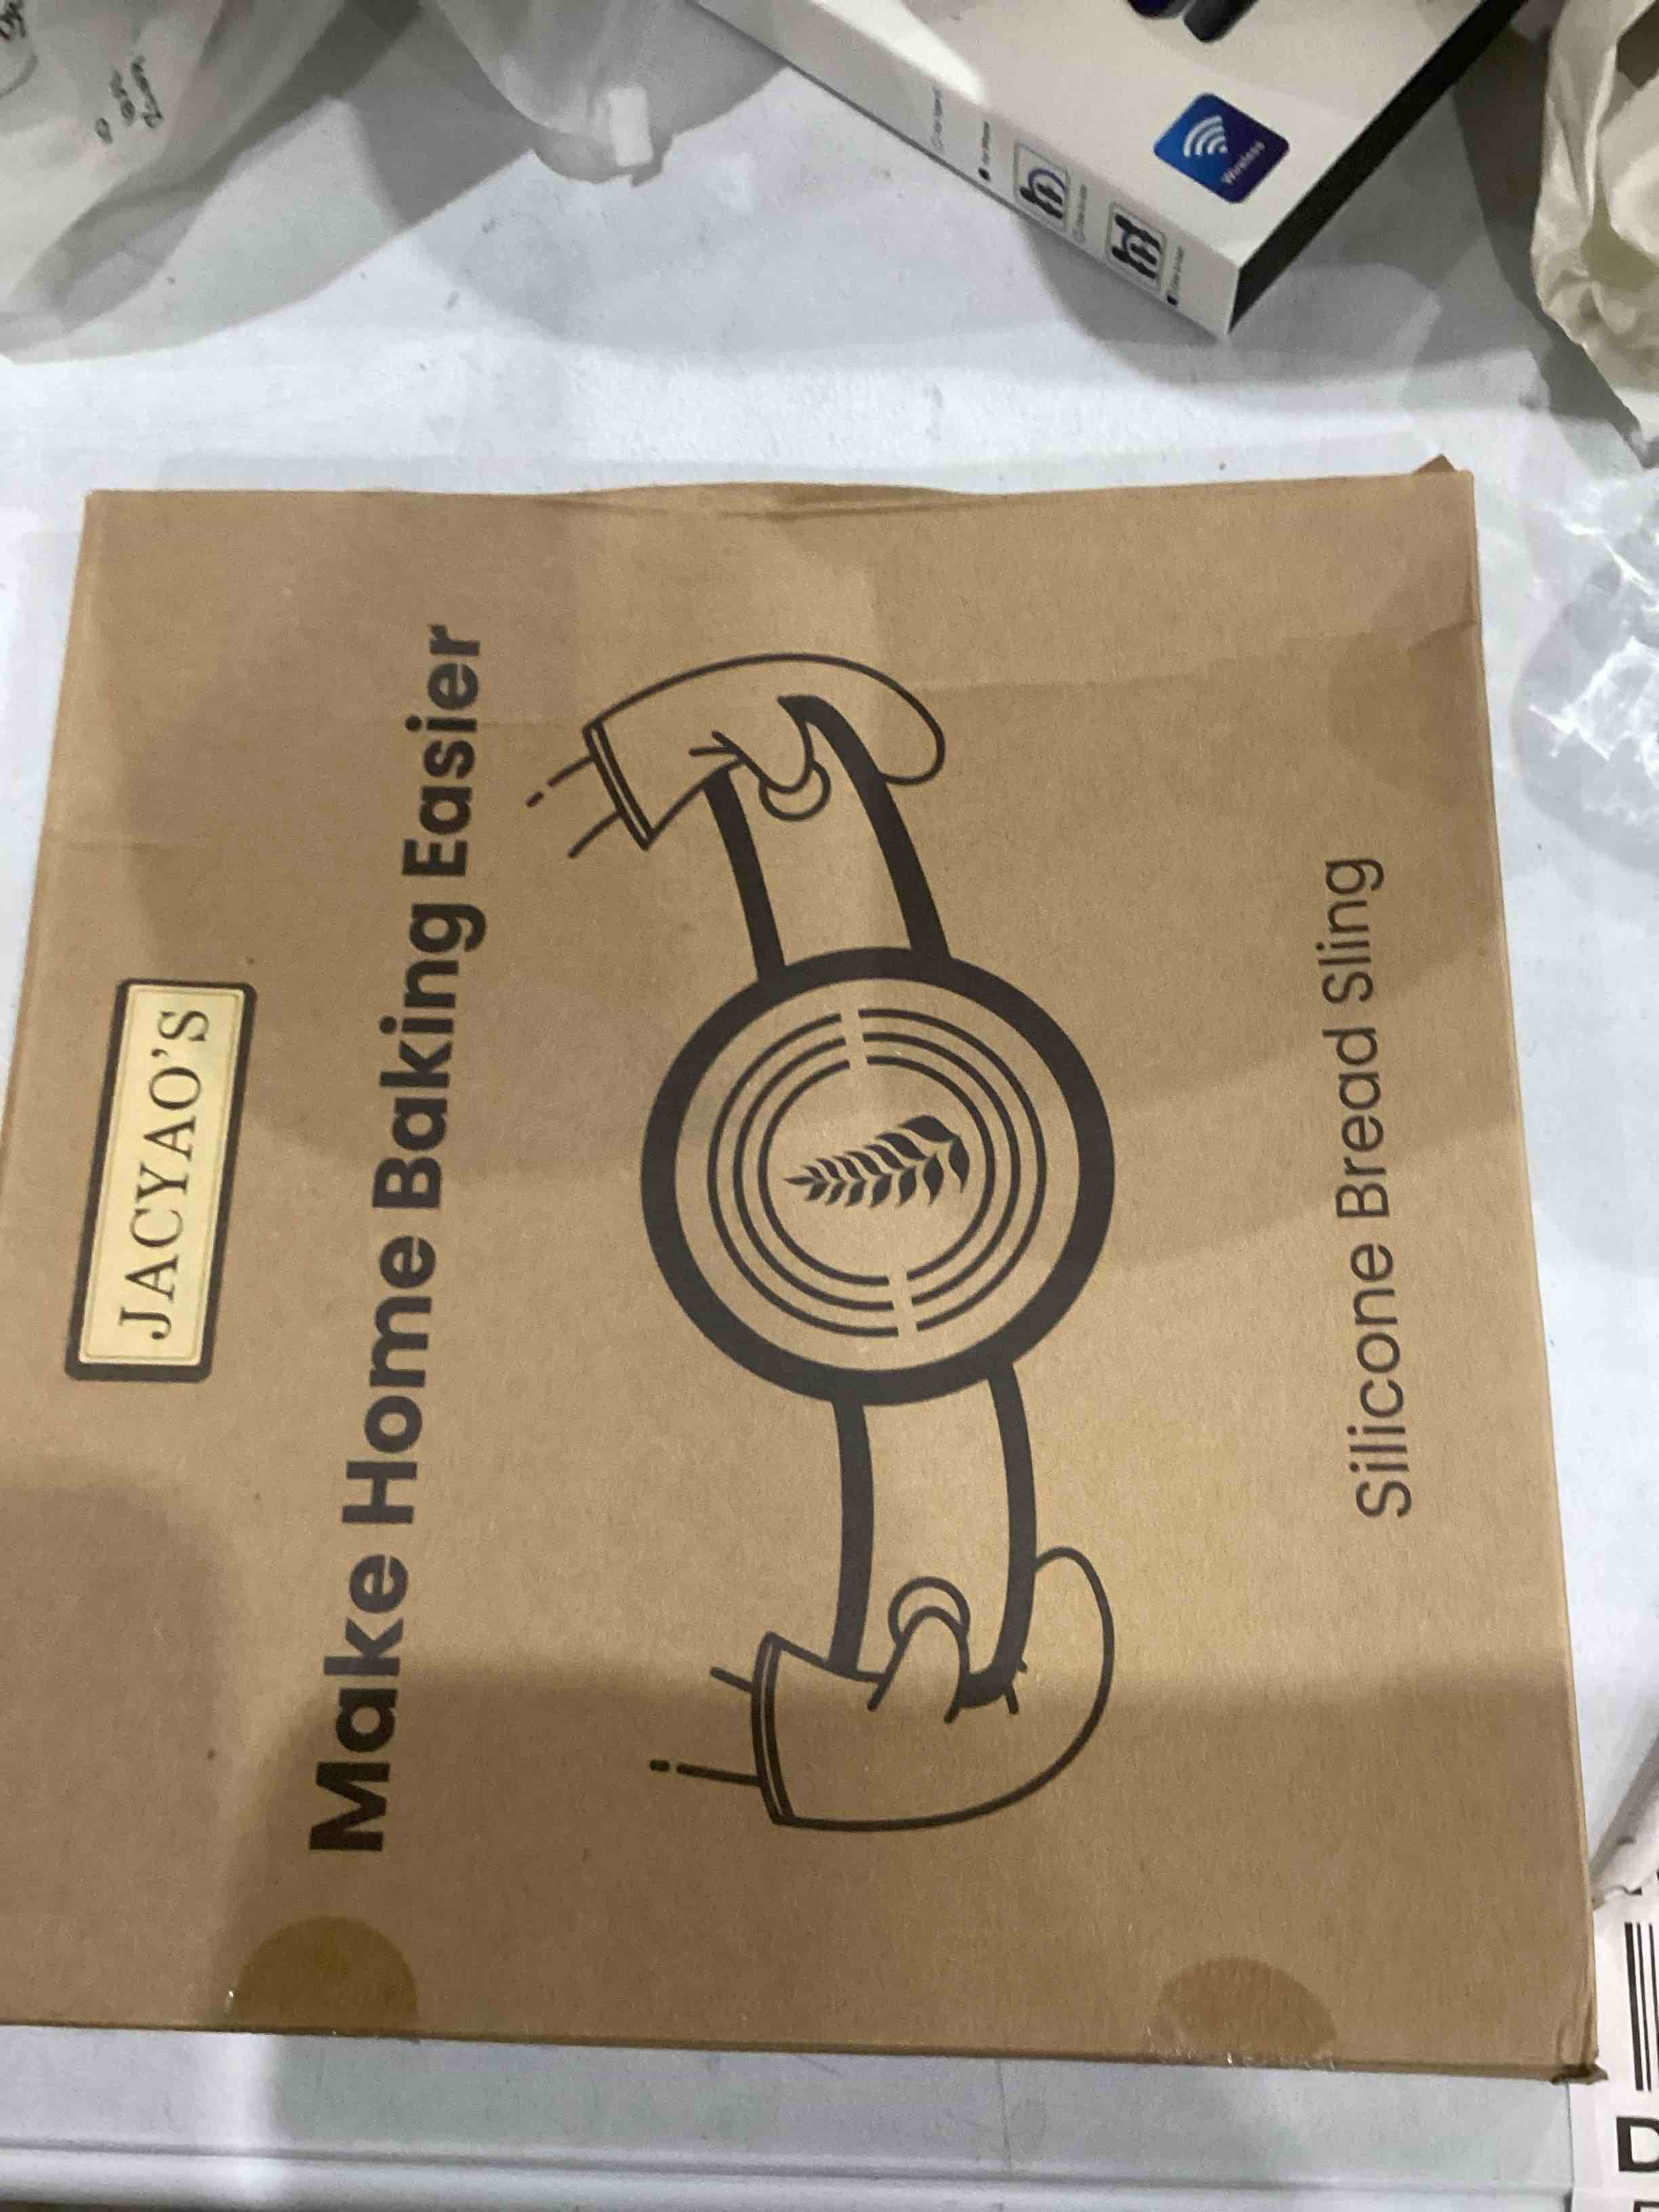 JACYAO'S
Make Home Baking Easier
Silicone Bread Sling
Wireless
D